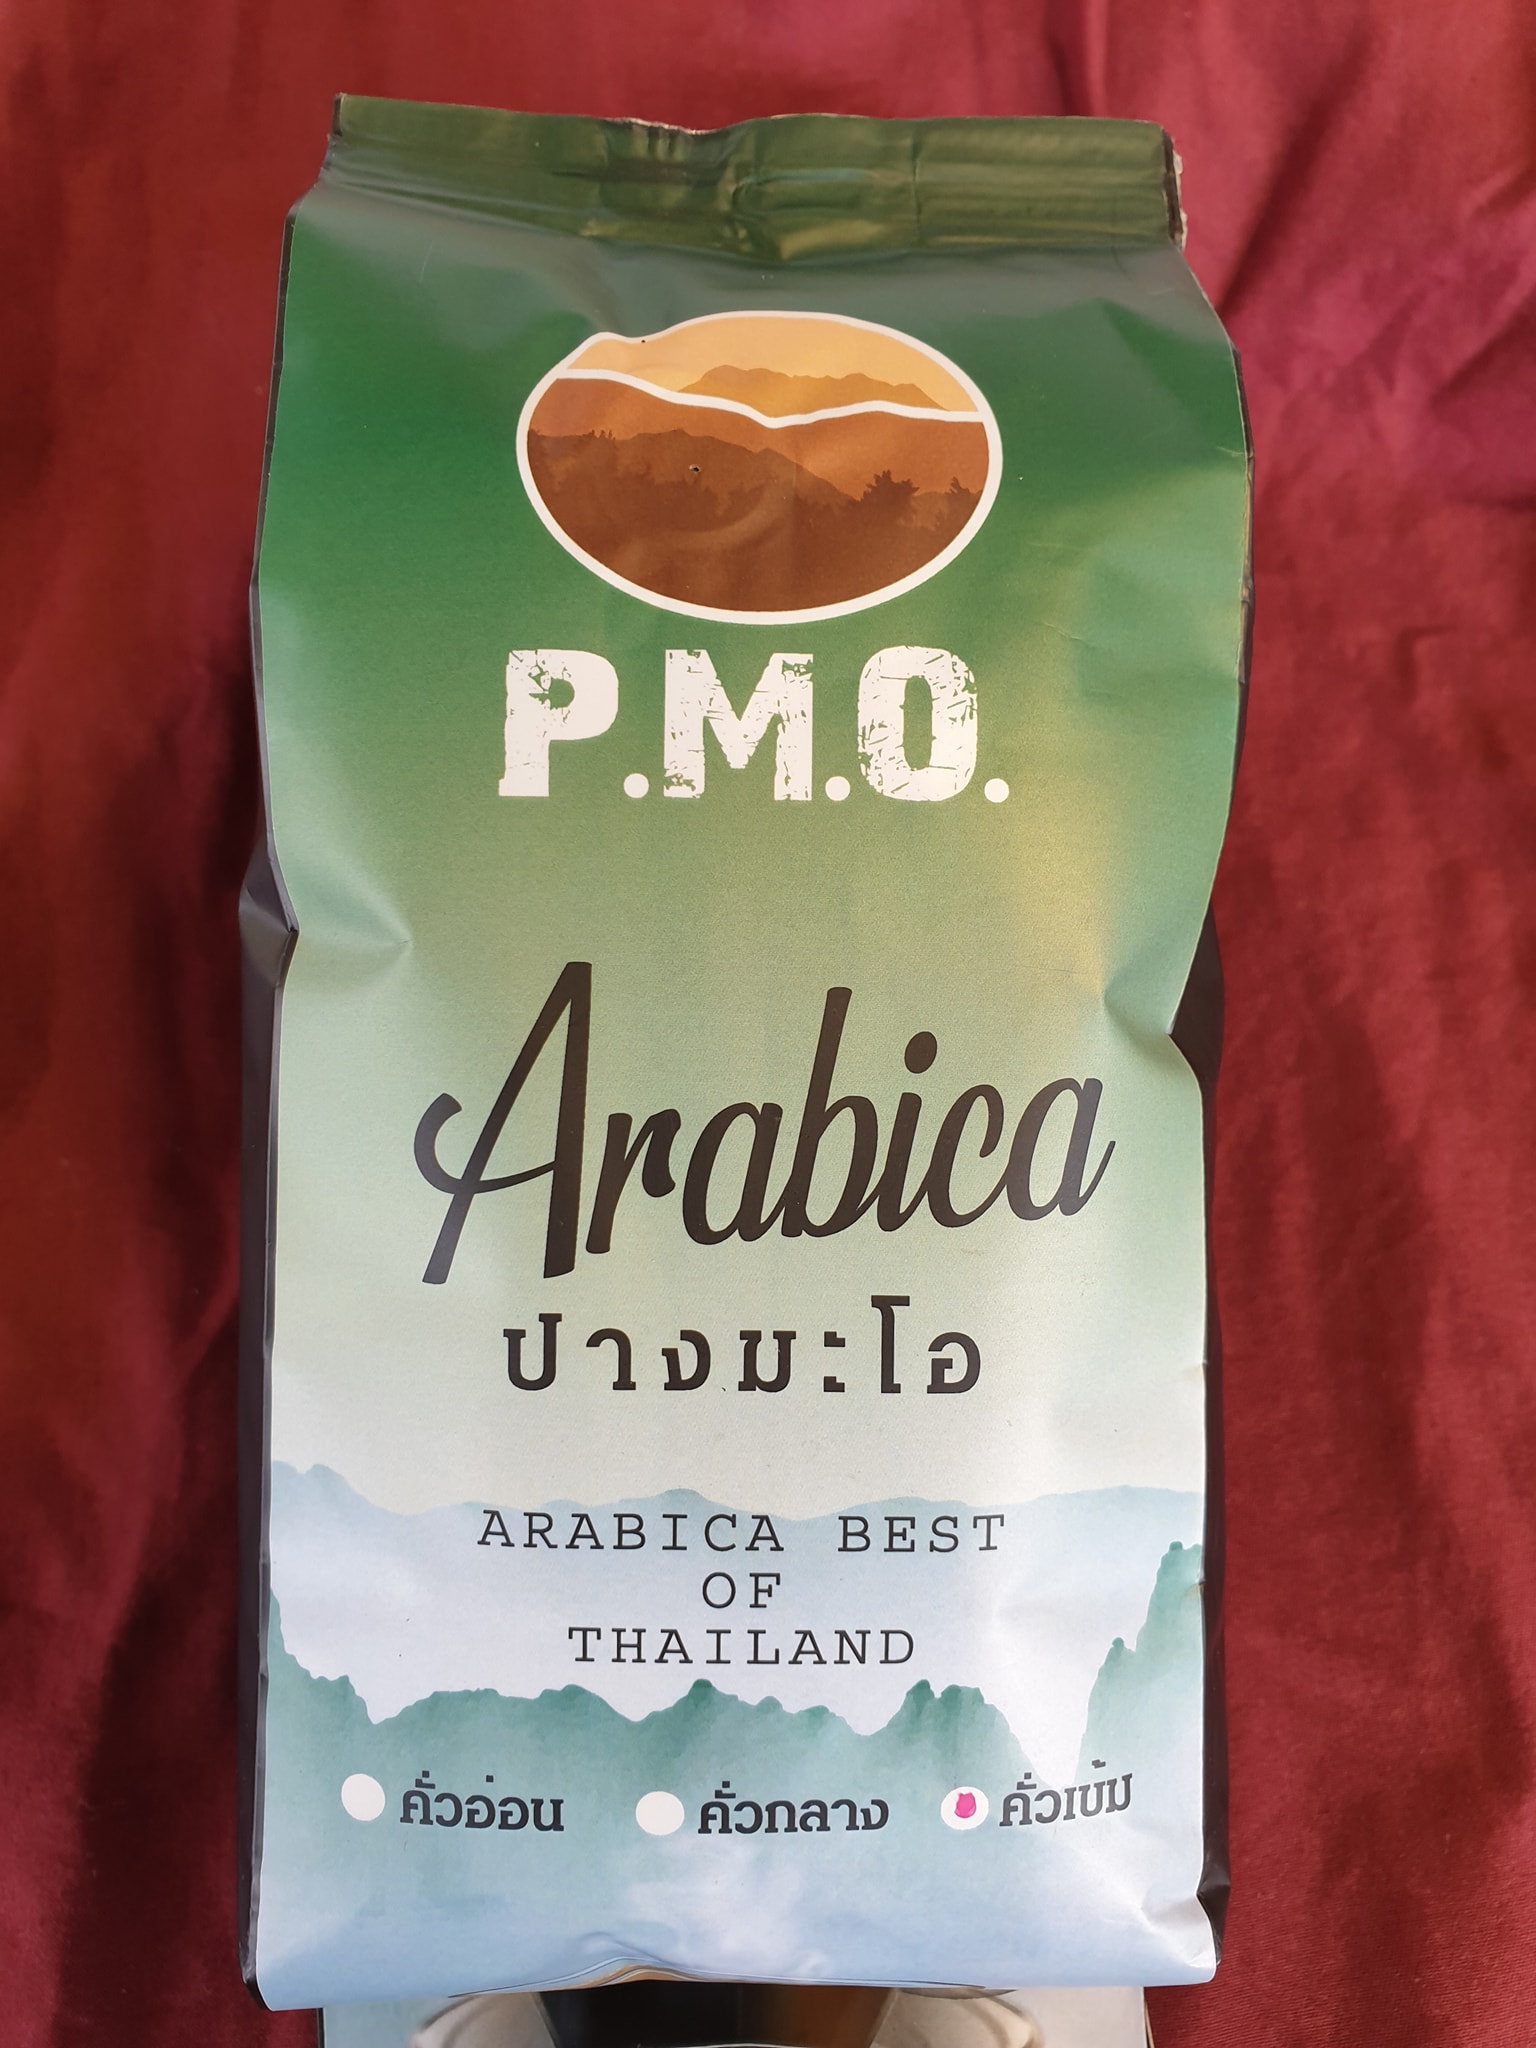 P.M.O.
Arabica
ปางมะโอ
ARABICA BEST
OF
THAILAND
คั่วอ่อน คั่วกลาง คั่วเข้ม